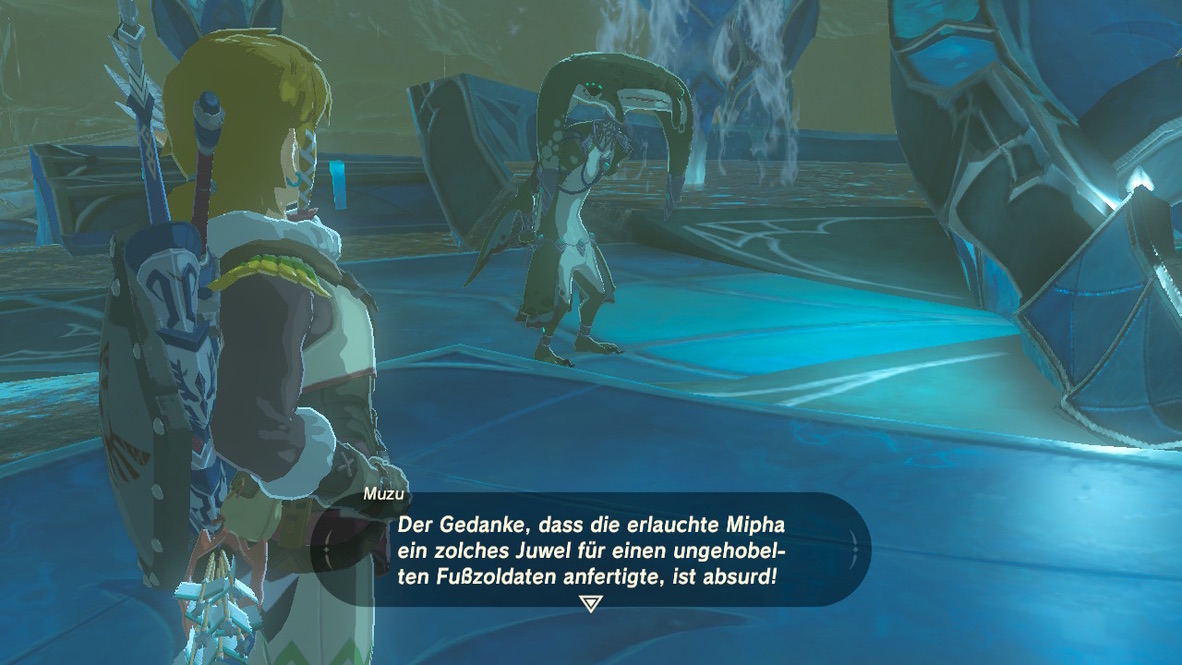 Muzu
Der Gedanke, dass die erlauchte Mipha
ein zolches Juwel für einen ungehobel-
ten Fußzoldaten anfertigte, ist absurd!